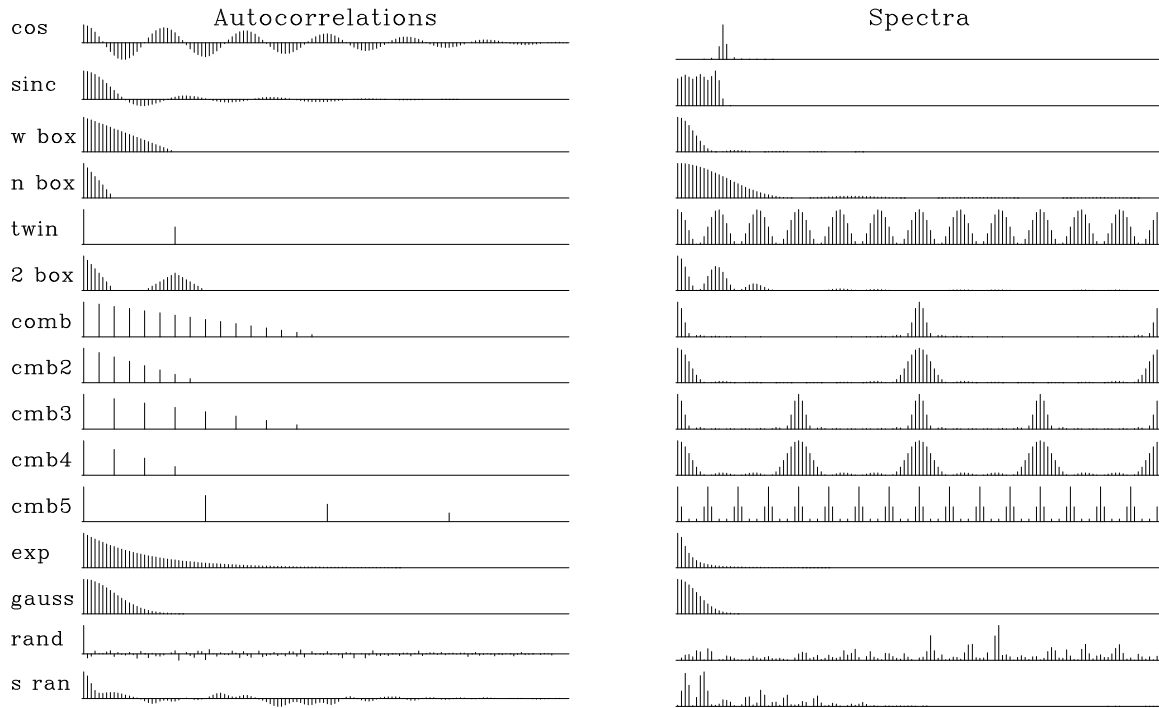 Autocorrelations
Spectra
cos
sinc
w box
n box
twin
2 box
comb
cmb2
cmb3
cmb4
cmb5
exp
gauss
rand
s ran